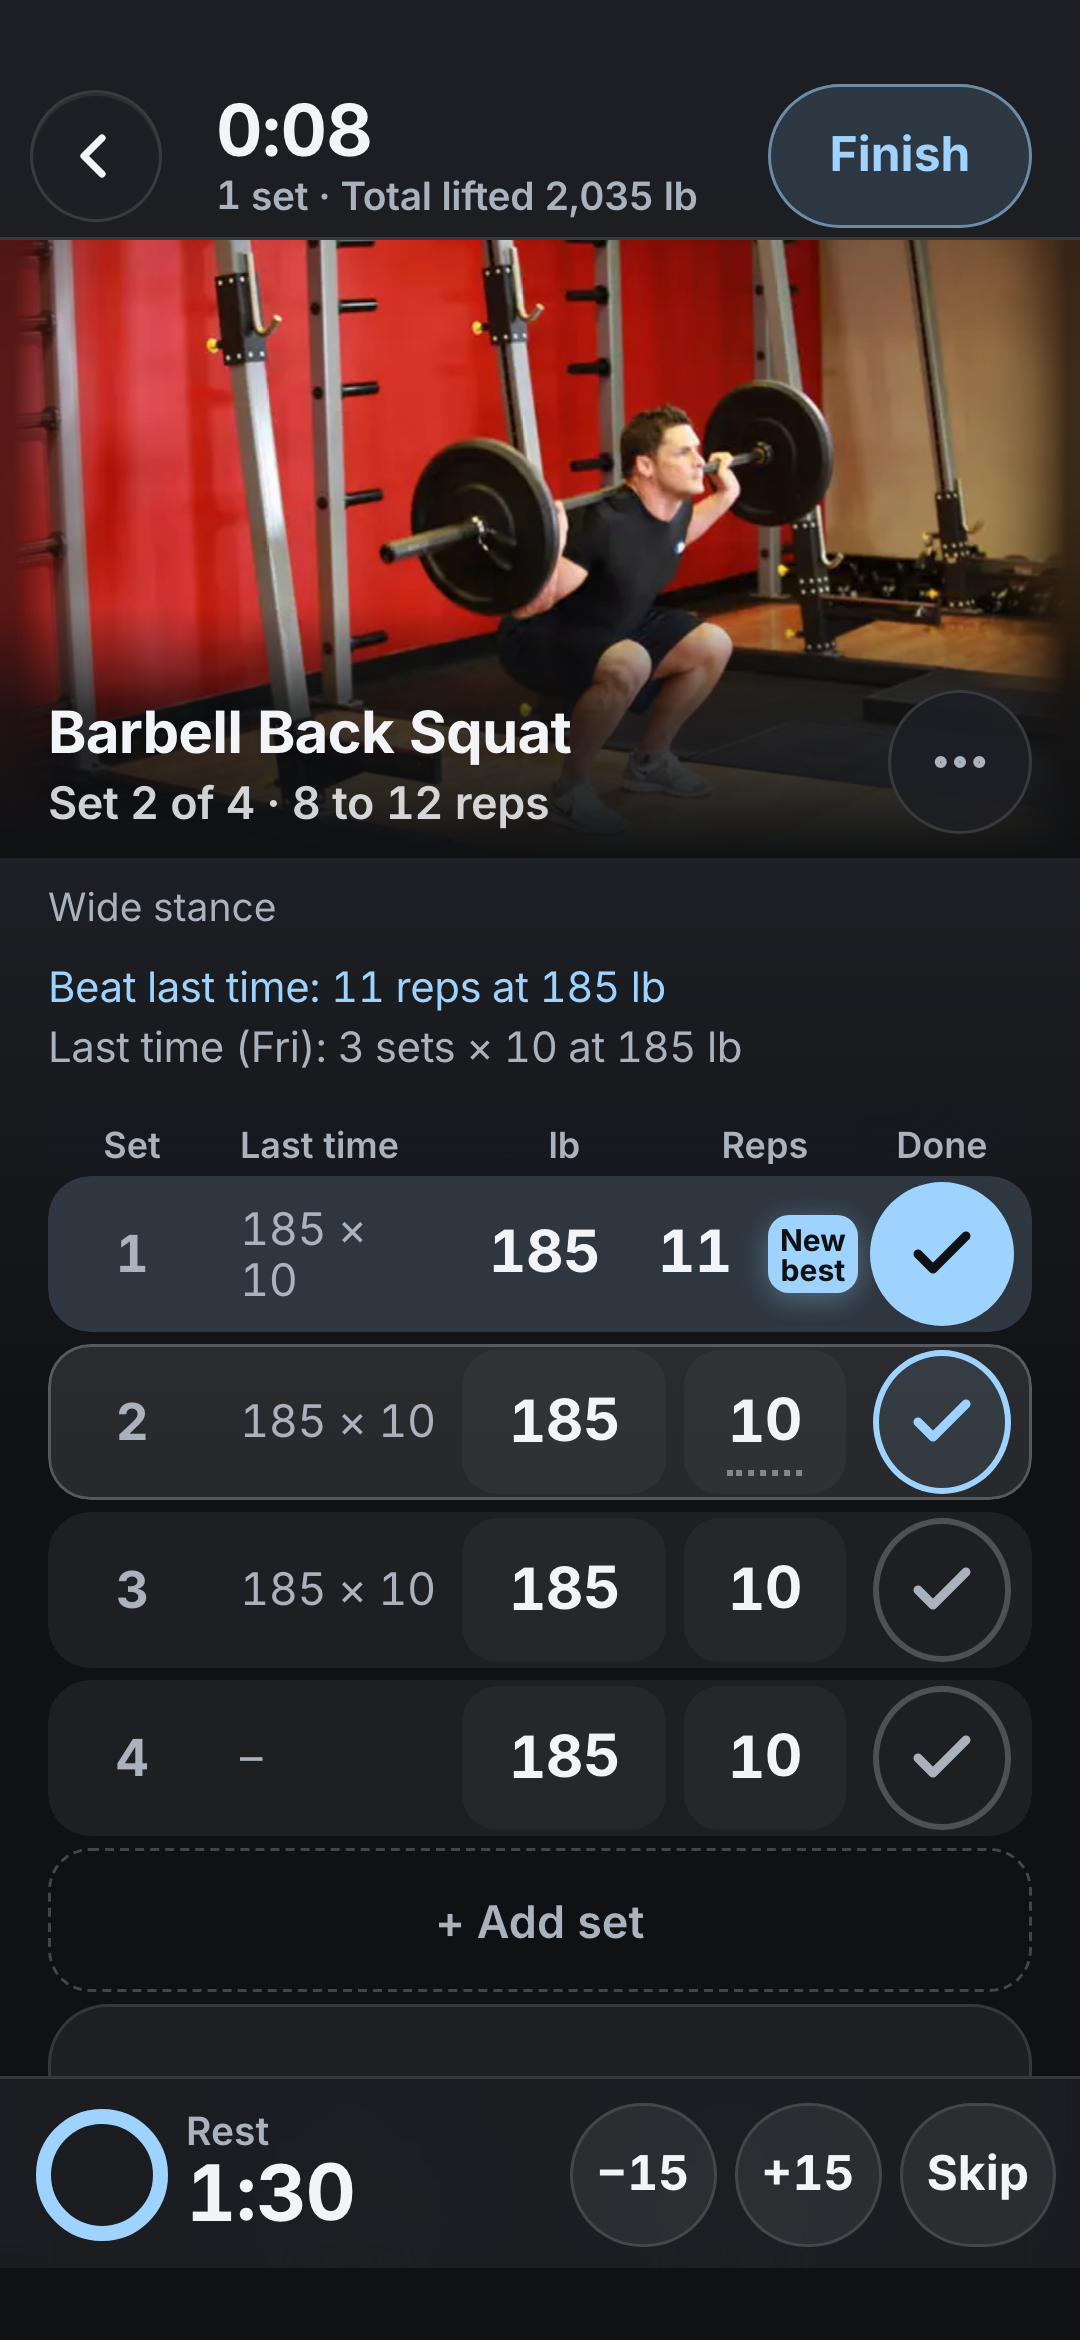 0:08
1 set · Total lifted 2,035 lb
Finish
Barbell Back Squat
Set 2 of 4 · 8 to 12 reps
Wide stance
Beat last time: 11 reps at 185 lb
Last time (Fri): 3 sets × 10 at 185 lb
Set Last time lb Reps Done
1 185 × 10 185 11 New best
2 185 × 10 185 10
3 185 × 10 185 10
4 – 185 10
+ Add set
Rest
1:30
−15 +15 Skip